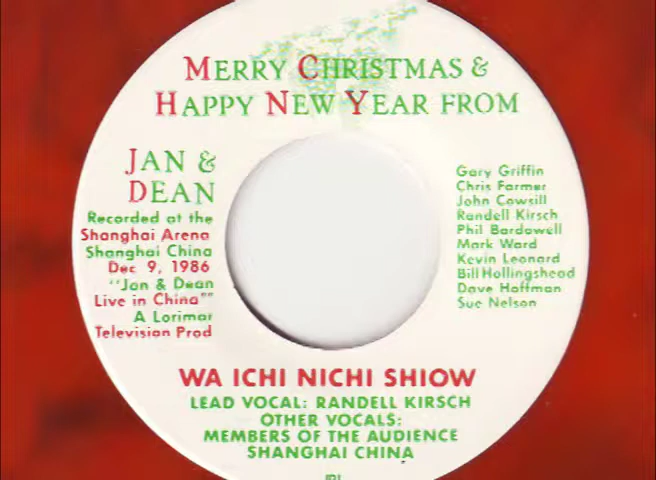 MERRY CHRISTMAS &
HAPPY NEW YEAR FROM
JAN &
DEAN
Recorded at the
Shanghai Arena
Shanghai China
Dec 9, 1986
"Jan & Dean
Live in China""
A Lorimar
Television Prod
Gary Griffin
Chris Farmer
John Cowsill
Randell Kirsch
Phil Bardowell
Mark Ward
Kevin Leonard
Bill Hollingshead
Dave Hoffman
Sue Nelson
WA ICHI NICHI SHIOW
LEAD VOCAL: RANDELL KIRSCH
OTHER VOCALS:
MEMBERS OF THE AUDIENCE
SHANGHAI CHINA